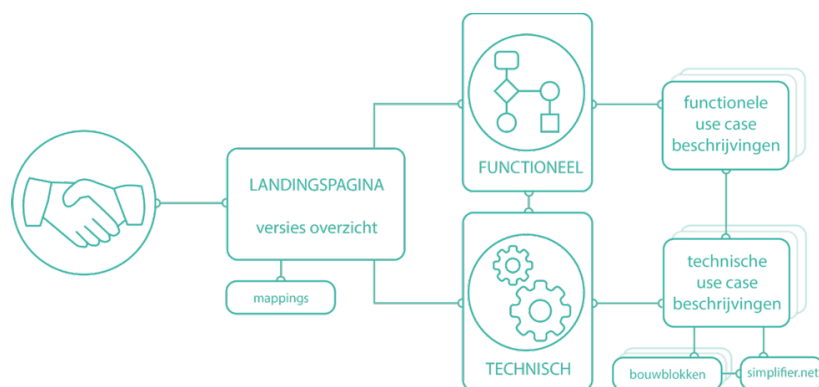 LANDINGSPAGINA
versies overzicht
mappings
FUNCTIONEEL
TECHNISCH
functionele
use case
beschrijvingen
technische
use case
beschrijvingen
bouwblokken
simplifier.net